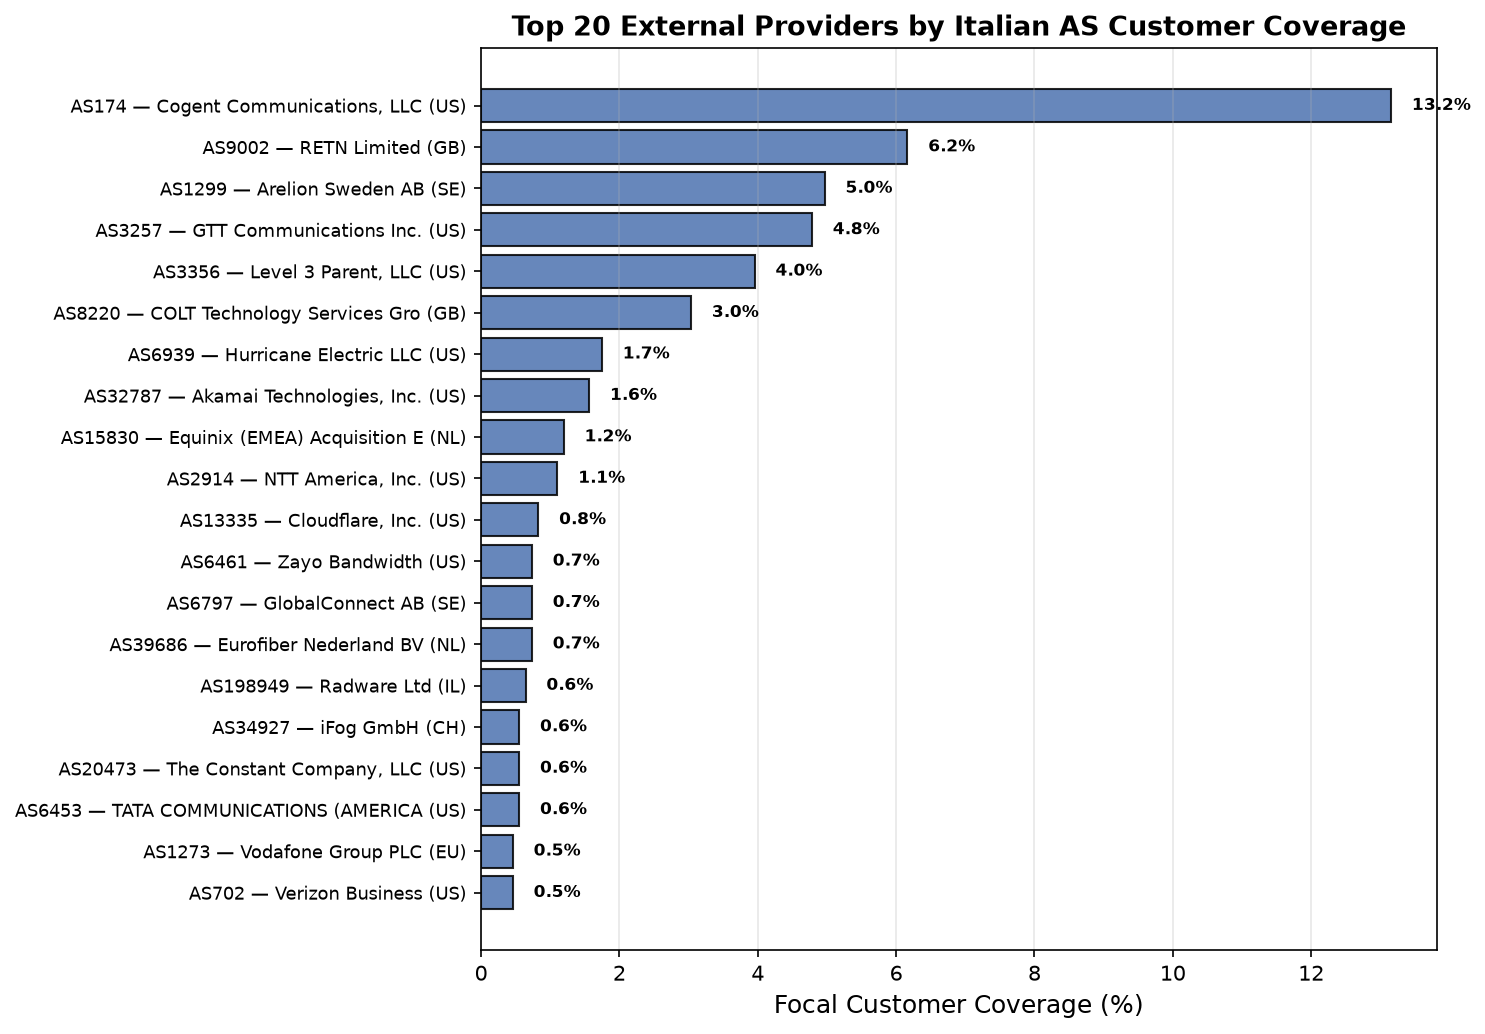 Top 20 External Providers by Italian AS Customer Coverage
AS174 — Cogent Communications, LLC (US) 13.2%
AS9002 — RETN Limited (GB) 6.2%
AS1299 — Arelion Sweden AB (SE) 5.0%
AS3257 — GTT Communications Inc. (US) 4.8%
AS3356 — Level 3 Parent, LLC (US) 4.0%
AS8220 — COLT Technology Services Gro (GB) 3.0%
AS6939 — Hurricane Electric LLC (US) 1.7%
AS32787 — Akamai Technologies, Inc. (US) 1.6%
AS15830 — Equinix (EMEA) Acquisition E (NL) 1.2%
AS2914 — NTT America, Inc. (US) 1.1%
AS13335 — Cloudflare, Inc. (US) 0.8%
AS6461 — Zayo Bandwidth (US) 0.7%
AS6797 — GlobalConnect AB (SE) 0.7%
AS39686 — Eurofiber Nederland BV (NL) 0.7%
AS198949 — Radware Ltd (IL) 0.6%
AS34927 — iFog GmbH (CH) 0.6%
AS20473 — The Constant Company, LLC (US) 0.6%
AS6453 — TATA COMMUNICATIONS (AMERICA (US) 0.6%
AS1273 — Vodafone Group PLC (EU) 0.5%
AS702 — Verizon Business (US) 0.5%
0 2 4 6 8 10 12
Focal Customer Coverage (%)